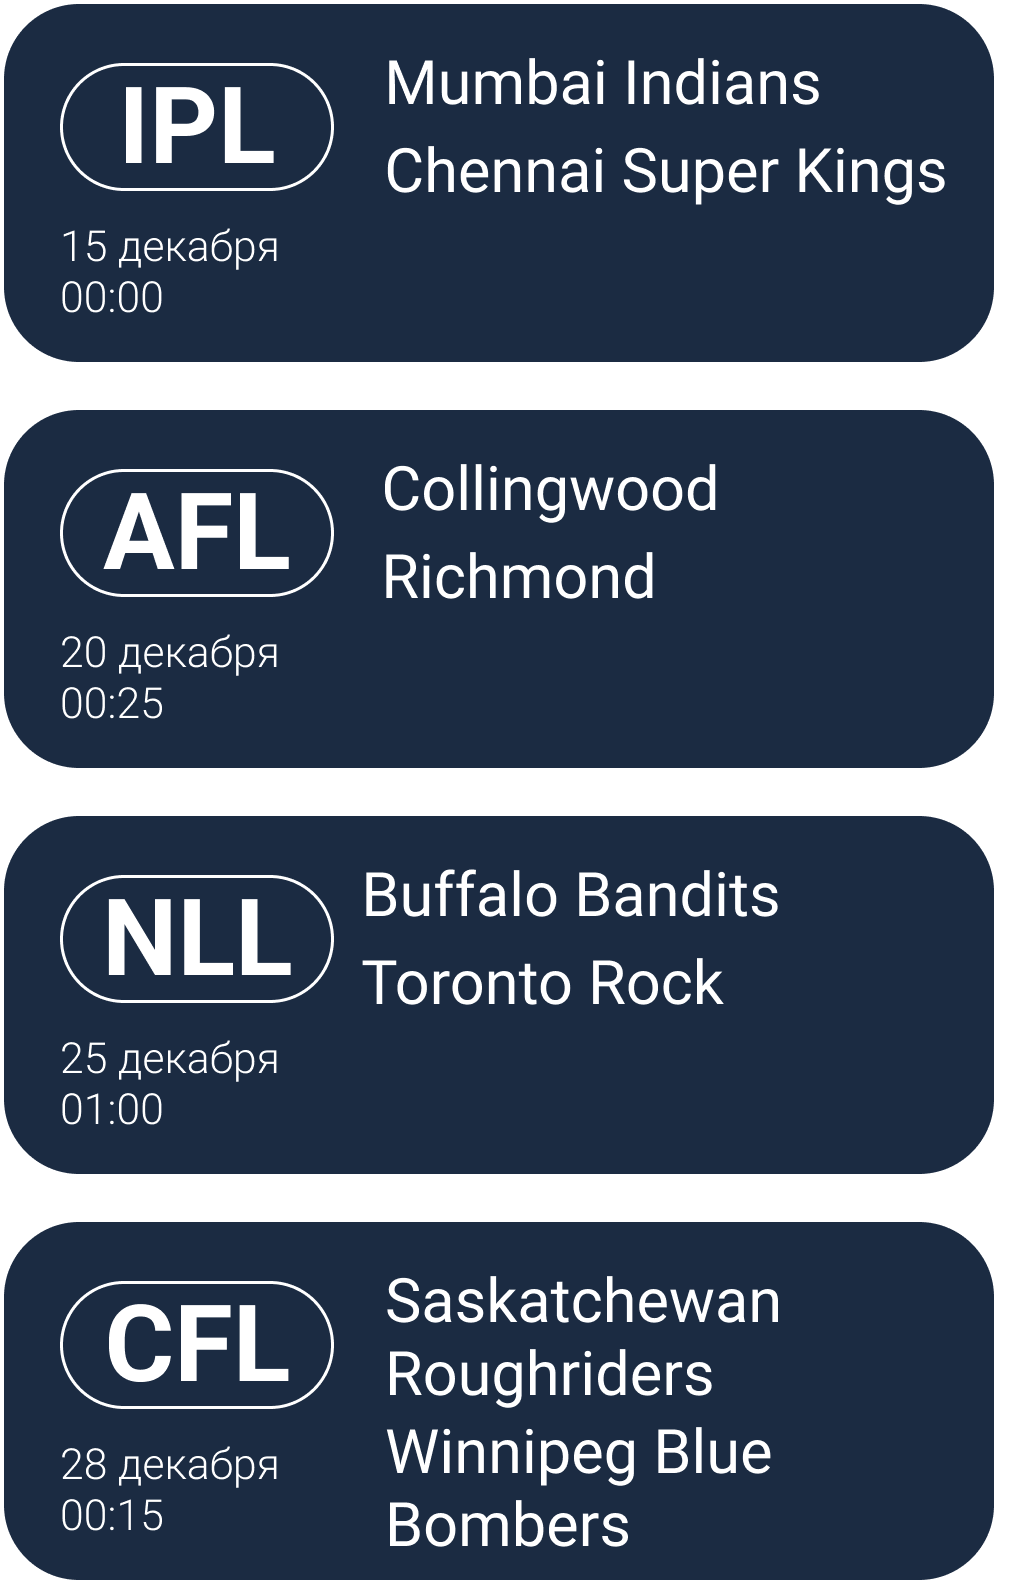 IPL
Mumbai Indians
Chennai Super Kings
15 декабря
00:00
AFL
Collingwood
Richmond
20 декабря
00:25
NLL
Buffalo Bandits
Toronto Rock
25 декабря
01:00
CFL
Saskatchewan
Roughriders
Winnipeg Blue
Bombers
28 декабря
00:15